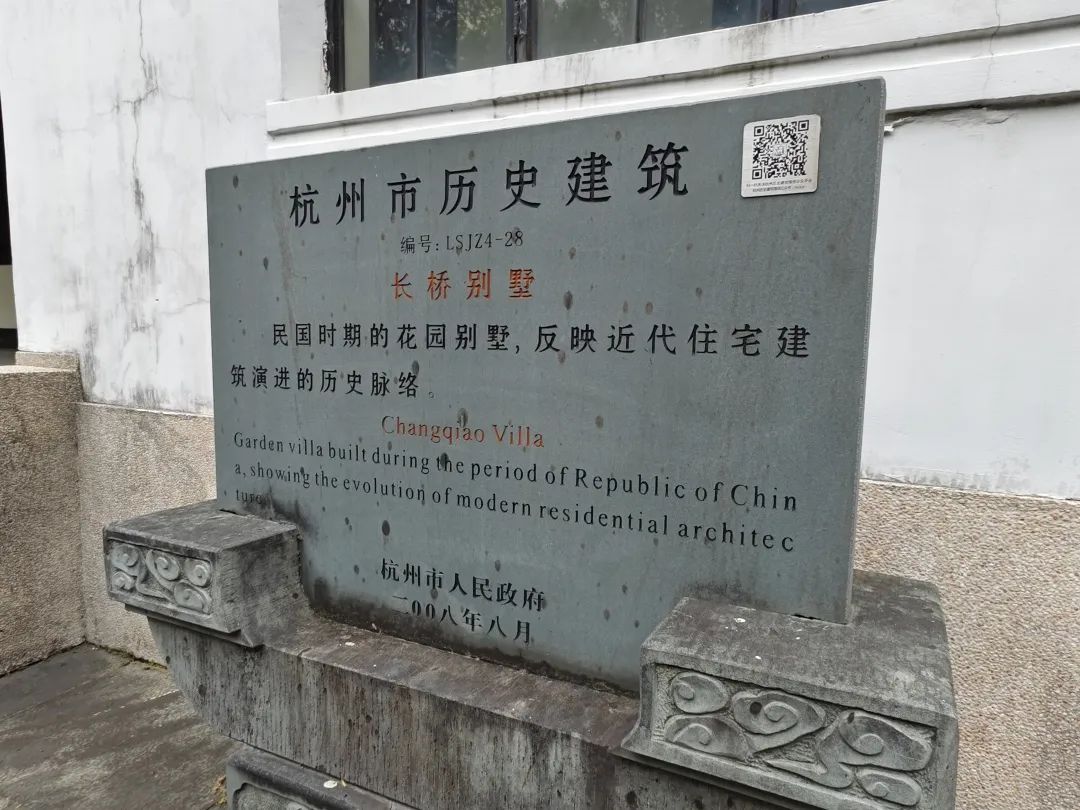 杭州市历史建筑
编号:LSJZ4-28
长桥别墅
民国时期的花园别墅,反映近代住宅建
筑演进的历史脉络。
Changqiao Villa
Garden villa built during the period of Republic of Chin
a, showing the evolution of modern residential architec
ture.
杭州市人民政府
二00八年八月